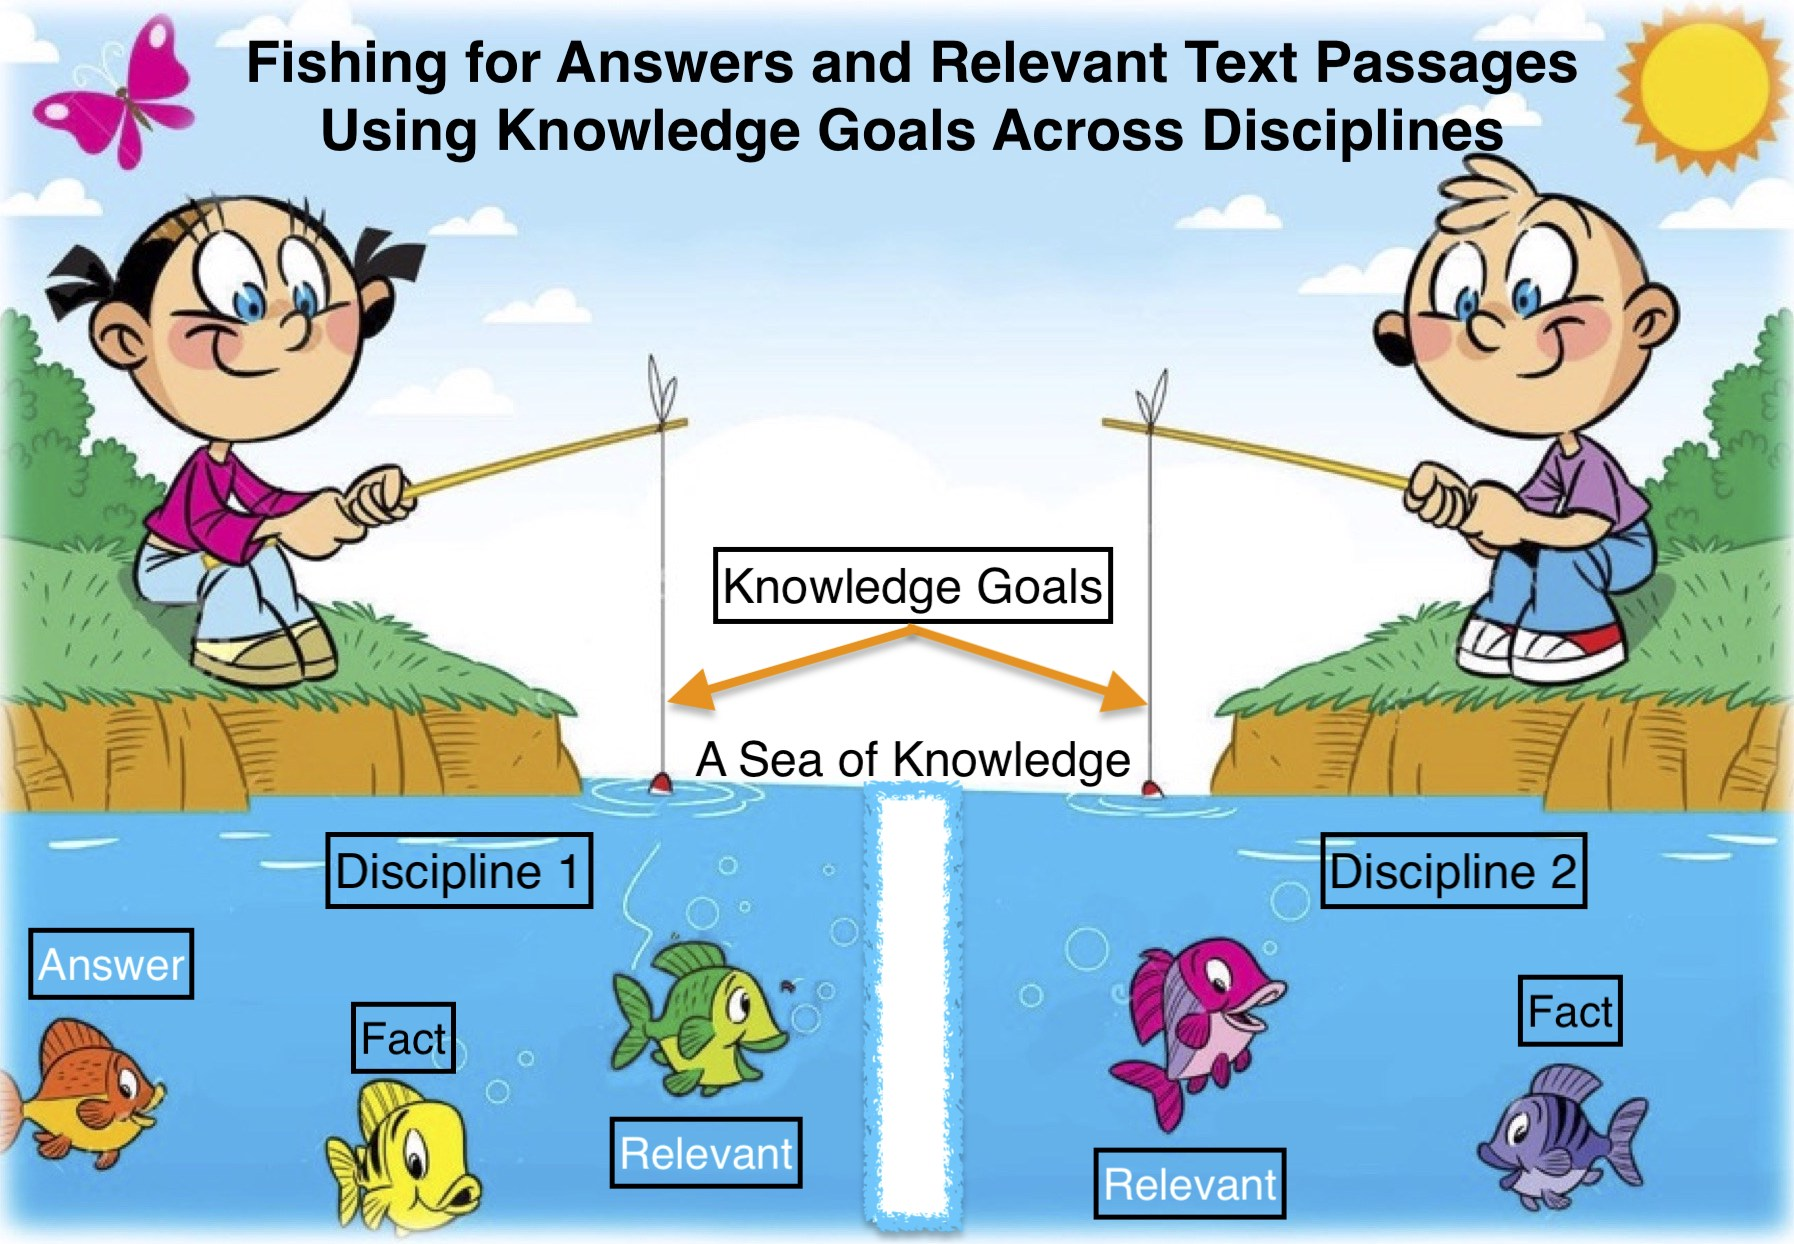 Fishing for Answers and Relevant Text Passages
Using Knowledge Goals Across Disciplines
Knowledge Goals
A Sea of Knowledge
Discipline 1
Discipline 2
Answer
Fact
Fact
Relevant
Relevant